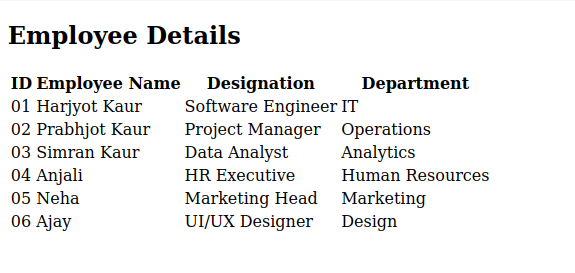 Employee Details
ID Employee Name Designation Department
01 Harjyot Kaur Software Engineer IT
02 Prabhjot Kaur Project Manager Operations
03 Simran Kaur Data Analyst Analytics
04 Anjali HR Executive Human Resources
05 Neha Marketing Head Marketing
06 Ajay UI/UX Designer Design